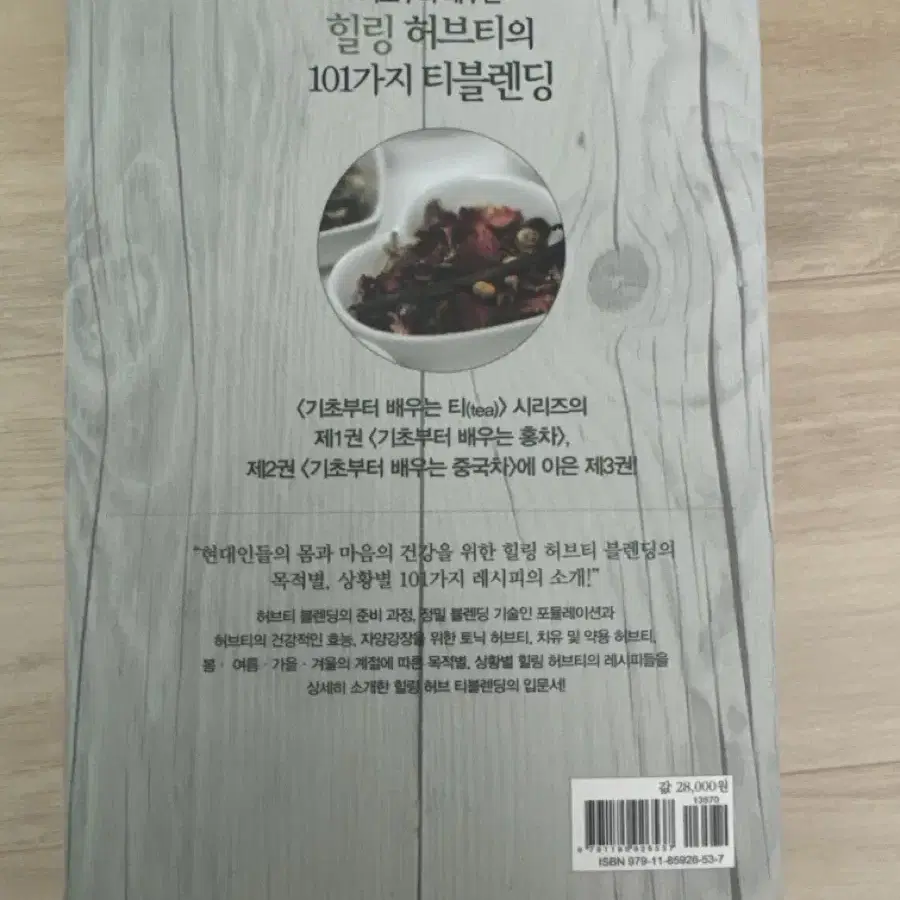 힐링 허브티의
101가지 티블렌딩
〈기초부터 배우는 티(tea)〉 시리즈의
제1권 〈기초부터 배우는 홍차〉,
제2권 〈기초부터 배우는 중국차〉에 이은 제3권!
“현대인들의 몸과 마음의 건강을 위한 힐링 허브티 블렌딩의
목적별, 상황별 101가지 레시피의 소개!”
허브티 블렌딩의 준비 과정, 정밀 블렌딩 기술인 포뮬레이션과
허브티의 건강적인 효능, 자양강장을 위한 토닉 허브티, 치유 및 약용 허브티,
봄 · 여름 · 가을 · 겨울의 계절에 따른 목적별, 상황별 힐링 허브티의 레시피들을
상세히 소개한 힐링 허브 티블렌딩의 입문서!
값 28,000원
13570
ISBN 979-11-85926-53-7